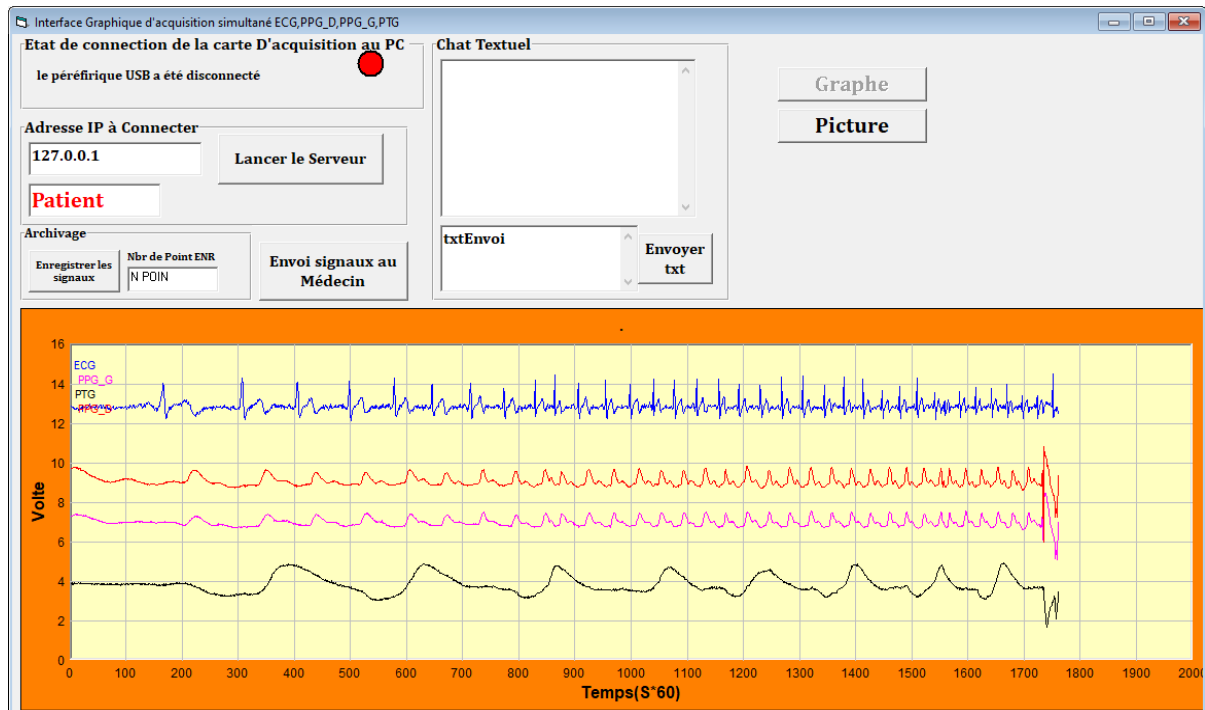 Interface Graphique d'acquisition simultané ECG,PPG_D,PPG_G,PTG
Etat de connection de la carte D'acquisition au PC
le péréfirique USB a été disconnecté
Adresse IP à Connecter
127.0.0.1
Lancer le Serveur
Patient
Archivage
Enregistrer les
signaux
Nbr de Point ENR
N POIN
Envoi signaux au
Médecin
Chat Textuel
txtEnvoi
Envoyer
txt
Graphe
Picture
.
16
14
12
10
8
6
4
2
0
Volte
ECG
PPG_G
PTG
PPG_D
0 100 200 300 400 500 600 700 800 900 1000 1100 1200 1300 1400 1500 1600 1700 1800 1900 2000
Temps(S*60)